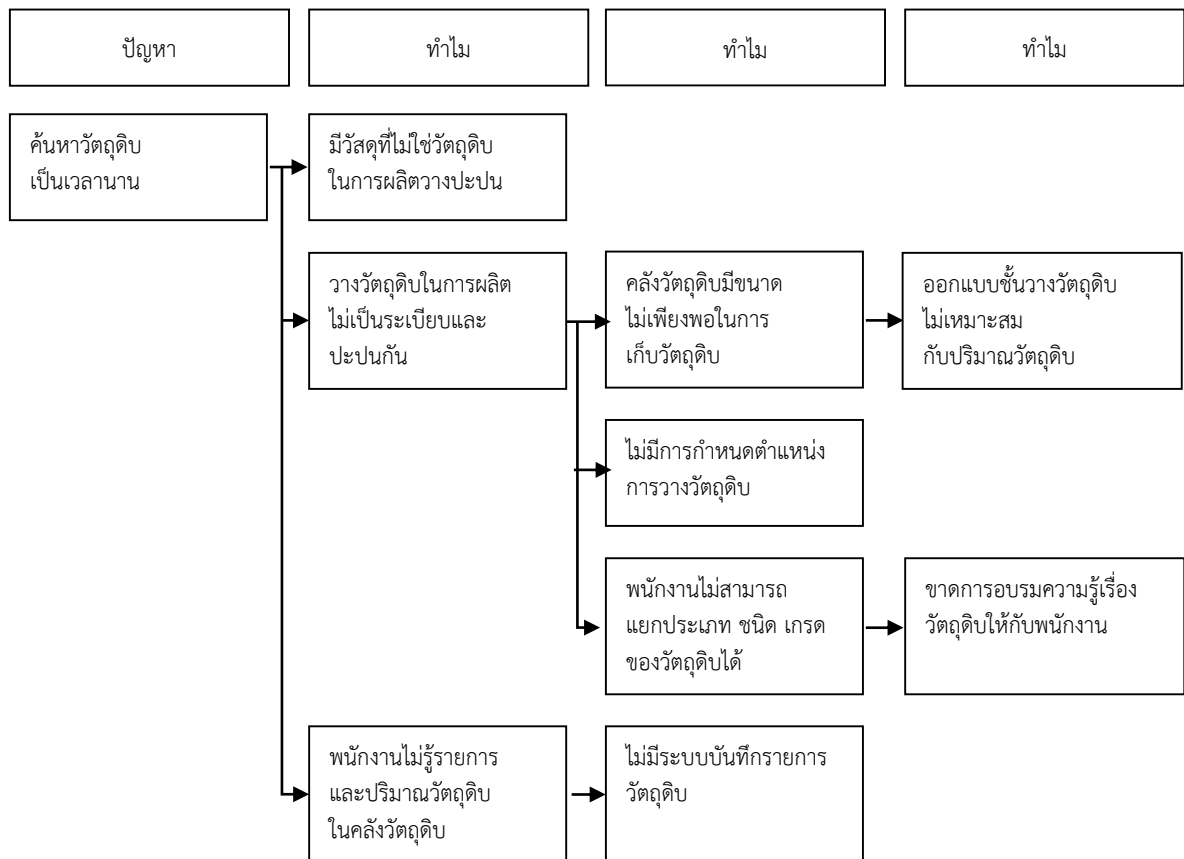 ปัญหา
ทำไม
ทำไม
ทำไม
ค้นหาวัตถุดิบ
เป็นเวลานาน
มีวัสดุที่ไม่ใช่วัตถุดิบ
ในการผลิตวางปะปน
วางวัตถุดิบในการผลิต
ไม่เป็นระเบียบและ
ปะปนกัน
คลังวัตถุดิบมีขนาด
ไม่เพียงพอในการ
เก็บวัตถุดิบ
ออกแบบชั้นวางวัตถุดิบ
ไม่เหมาะสม
กับปริมาณวัตถุดิบ
ไม่มีการกำหนดตำแหน่ง
การวางวัตถุดิบ
พนักงานไม่สามารถ
แยกประเภท ชนิด เกรด
ของวัตถุดิบได้
ขาดการอบรมความรู้เรื่อง
วัตถุดิบให้กับพนักงาน
พนักงานไม่รู้รายการ
และปริมาณวัตถุดิบ
ในคลังวัตถุดิบ
ไม่มีระบบบันทึกรายการ
วัตถุดิบ